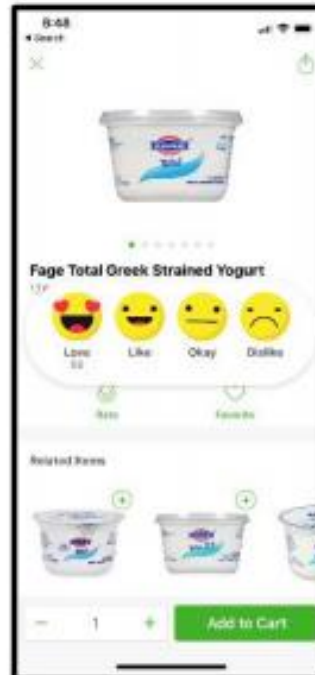 8:48
Search
Fage Total Greek Strained Yogurt
Love
Like
Okay
Dislike
Rate
Favorite
Related Items
1
Add to Cart